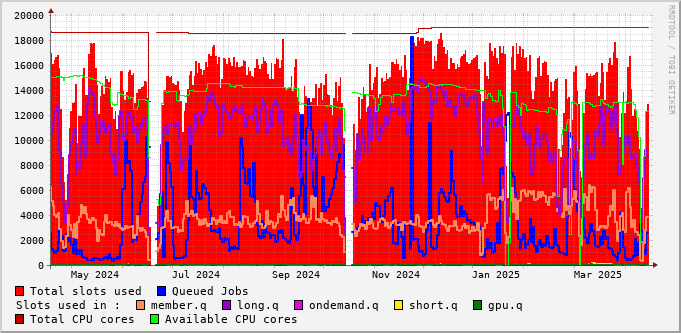 20000
18000
16000
14000
12000
10000
8000
6000
4000
2000
0
May 2024 Jul 2024 Sep 2024 Nov 2024 Jan 2025 Mar 2025
Total slots used Queued Jobs
Slots used in : member.q long.q ondemand.q short.q gpu.q
Total CPU cores Available CPU cores
RRDTOOL / TOBI OETIKER